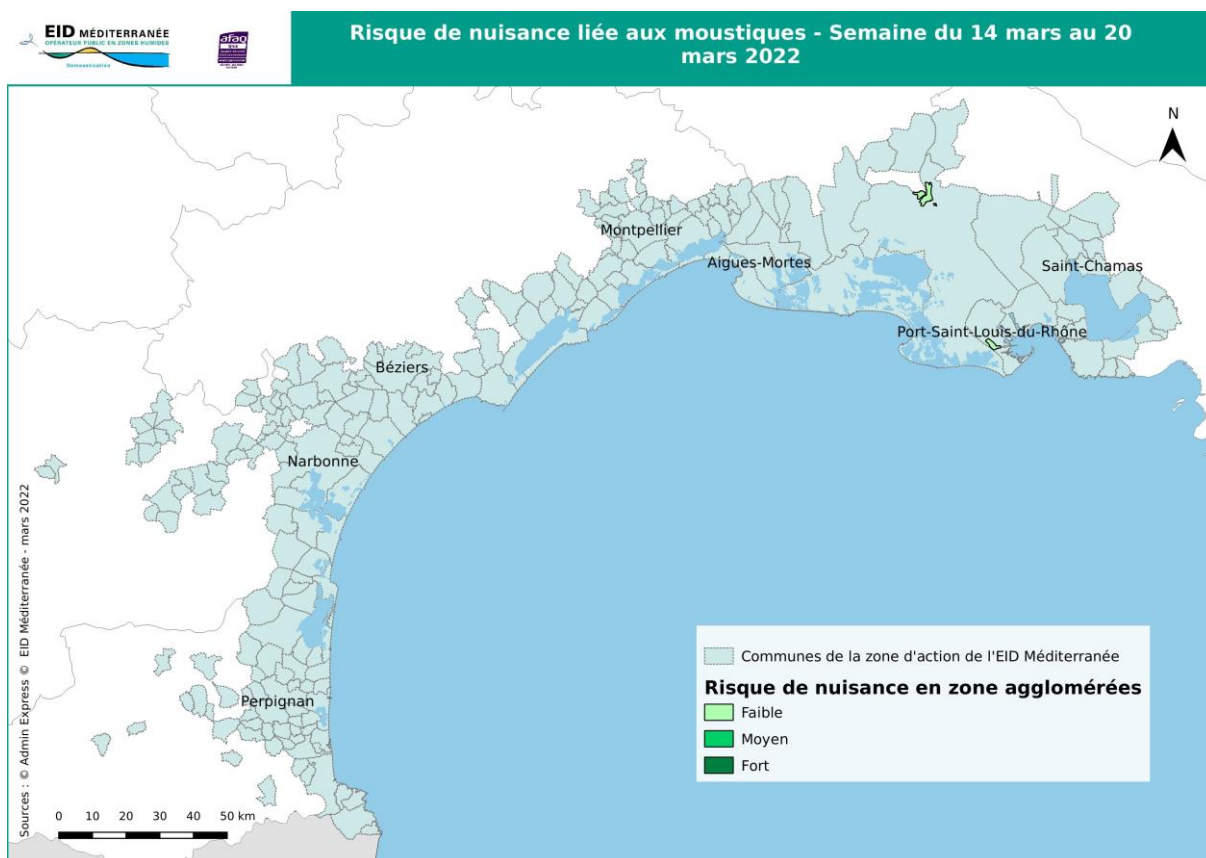 EID MÉDITERRANÉE
OPÉRATEUR PUBLIC EN ZONES HUMIDES
Démoustication
afaq
Risque de nuisance liée aux moustiques - Semaine du 14 mars au 20
mars 2022
N
Montpellier
Aigues-Mortes
Saint-Chamas
Port-Saint-Louis-du-Rhône
Béziers
Narbonne
Perpignan
Communes de la zone d'action de l'EID Méditerranée
Risque de nuisance en zone agglomérées
Faible
Moyen
Fort
0 10 20 30 40 50 km
Sources : © Admin Express © EID Méditerranée - mars 2022